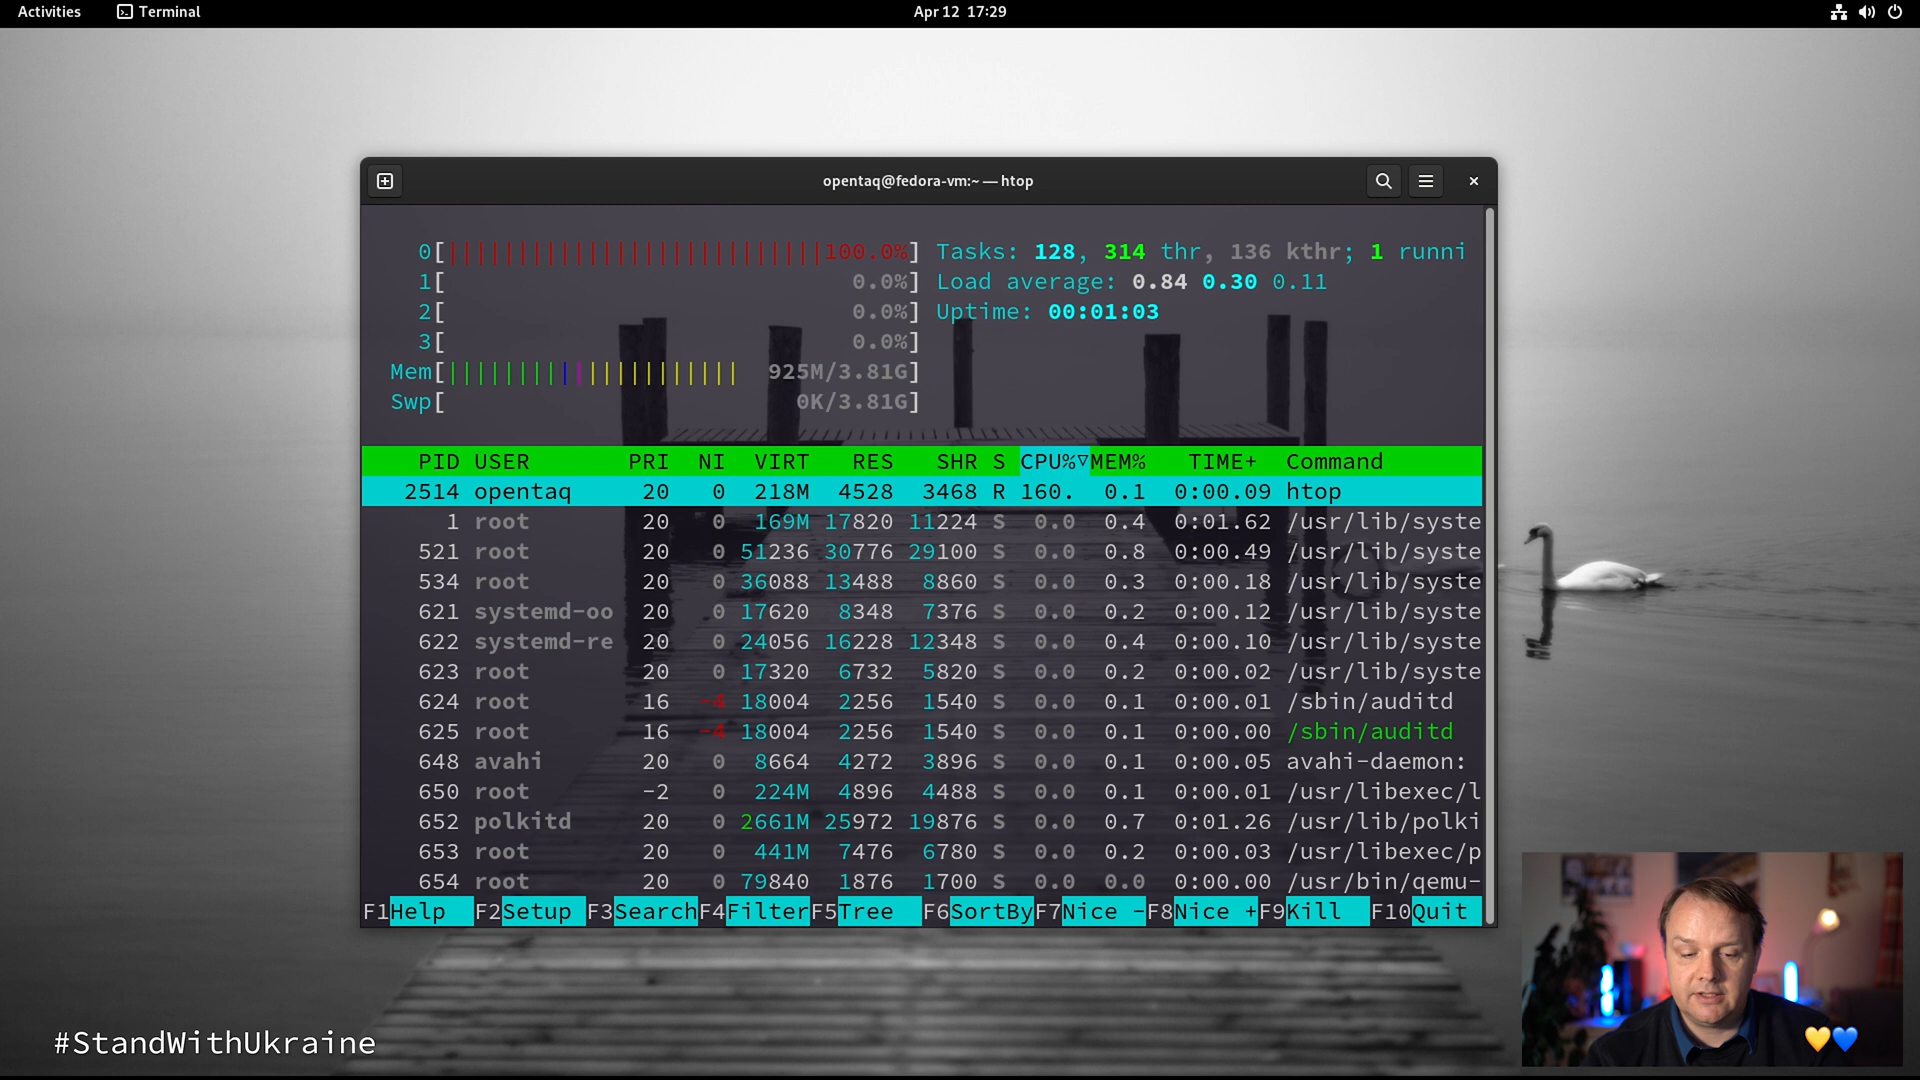 Activities Terminal Apr 12 17:29
opentaq@fedora-vm:~ — htop
0[||||||||||||||||||||||||||||100.0%] Tasks: 128, 314 thr, 136 kthr; 1 runni
1[ 0.0%] Load average: 0.84 0.30 0.11
2[ 0.0%] Uptime: 00:01:03
3[ 0.0%]
Mem[||||||||||||||||||||| 925M/3.81G]
Swp[ 0K/3.81G]
PID USER PRI NI VIRT RES SHR S CPU%▽MEM% TIME+ Command
2514 opentaq 20 0 218M 4528 3468 R 160. 0.1 0:00.09 htop
1 root 20 0 169M 17820 11224 S 0.0 0.4 0:01.62 /usr/lib/syste
521 root 20 0 51236 30776 29100 S 0.0 0.8 0:00.49 /usr/lib/syste
534 root 20 0 36088 13488 8860 S 0.0 0.3 0:00.18 /usr/lib/syste
621 systemd-oo 20 0 17620 8348 7376 S 0.0 0.2 0:00.12 /usr/lib/syste
622 systemd-re 20 0 24056 16228 12348 S 0.0 0.4 0:00.10 /usr/lib/syste
623 root 20 0 17320 6732 5820 S 0.0 0.2 0:00.02 /usr/lib/syste
624 root 16 -4 18004 2256 1540 S 0.0 0.1 0:00.01 /sbin/auditd
625 root 16 -4 18004 2256 1540 S 0.0 0.1 0:00.00 /sbin/auditd
648 avahi 20 0 8664 4272 3896 S 0.0 0.1 0:00.05 avahi-daemon:
650 root -2 0 224M 4896 4488 S 0.0 0.1 0:00.01 /usr/libexec/l
652 polkitd 20 0 2661M 25972 19876 S 0.0 0.7 0:01.26 /usr/lib/polki
653 root 20 0 441M 7476 6780 S 0.0 0.2 0:00.03 /usr/libexec/p
654 root 20 0 79840 1876 1700 S 0.0 0.0 0:00.00 /usr/bin/qemu-
F1Help F2Setup F3SearchF4FilterF5Tree F6SortByF7Nice -F8Nice +F9Kill F10Quit
#StandWithUkraine